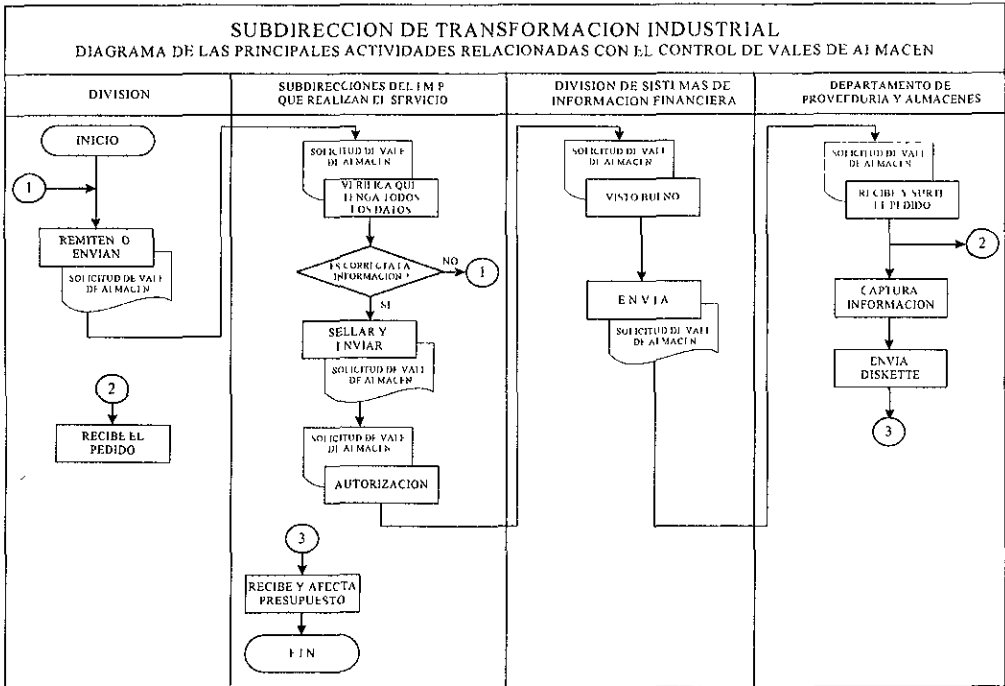 SUBDIRECCION DE TRANSFORMACION INDUSTRIAL
DIAGRAMA DE LAS PRINCIPALES ACTIVIDADES RELACIONADAS CON EL CONTROL DE VALES DE ALMACEN
DIVISION
SUBDIRECCIONES DEL I M P
QUE REALIZAN EL SERVICIO
DIVISION DE SISTEMAS DE
INFORMACION FINANCIERA
DEPARTAMENTO DE
PROVEEDURIA Y ALMACENES
INICIO
1
REMITEN O
ENVIAN
SOLICITUD DE VALE
DE ALMACEN
2
RECIBE EL
PEDIDO
SOLICITUD DE VALE
DE ALMACEN
VERIFICA QUE
TENGA TODOS
LOS DATOS
ES CORRECTA LA
INFORMACION ?
NO
1
SI
SELLAR Y
ENVIAR
SOLICITUD DE VALE
DE ALMACEN
SOLICITUD DE VALE
DE ALMACEN
AUTORIZACION
3
RECIBE Y AFECTA
PRESUPUESTO
FIN
SOLICITUD DE VALE
DE ALMACEN
VISTO BUENO
E N V I A
SOLICITUD DE VALE
DE ALMACEN
SOLICITUD DE VALE
DE ALMACEN
RECIBE Y SURTE
EL PEDIDO
2
CAPTURA
INFORMACION
ENVIA
DISKETTE
3